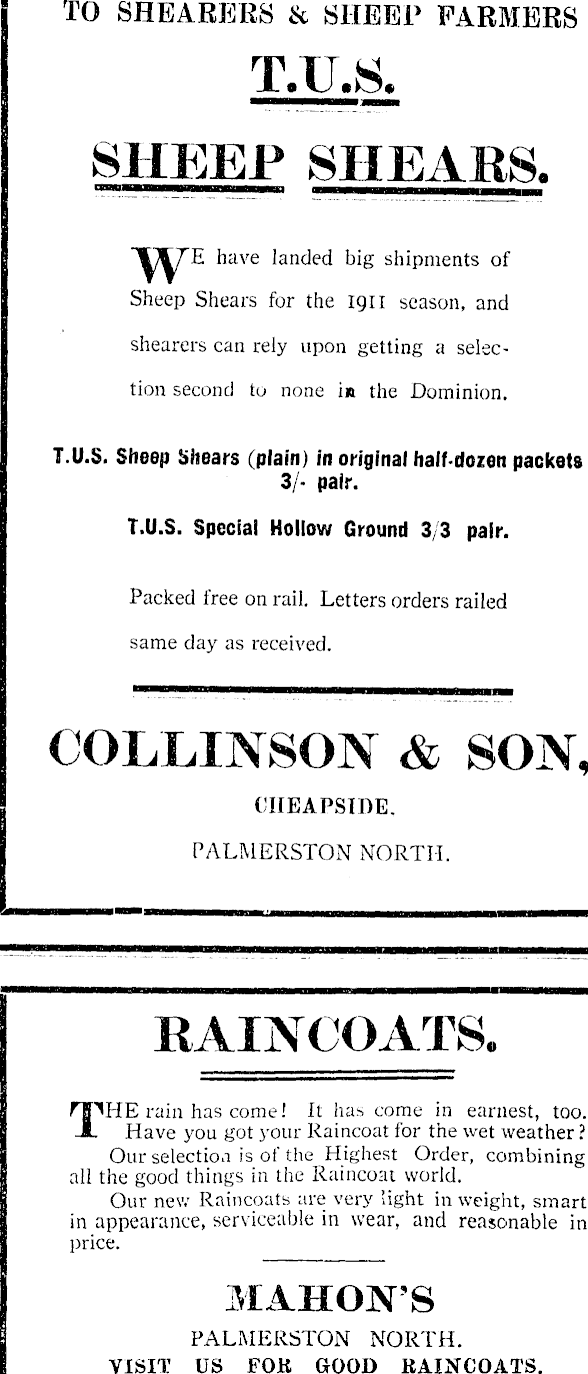 TO SHEARERS & SHEEP FARMERS
T.U.S.
SHEEP SHEARS.
WE have landed big shipments of
Sheep Shears for the 1911 season, and
shearers can rely upon getting a selec-
tion second to none in the Dominion.
T.U.S. Sheep Shears (plain) in original half-dozen packets
3/- pair.
T.U.S. Special Hollow Ground 3/3 pair.
Packed free on rail. Letters orders railed
same day as received.
COLLINSON & SON,
CHEAPSIDE.
PALMERSTON NORTH.
RAINCOATS.
THE rain has come! It has come in earnest, too.
Have you got your Raincoat for the wet weather?
Our selection is of the Highest Order, combining
all the good things in the Raincoat world.
Our new Raincoats are very light in weight, smart
in appearance, serviceable in wear, and reasonable in
price.
MAHON'S
PALMERSTON NORTH.
VISIT US FOR GOOD RAINCOATS.